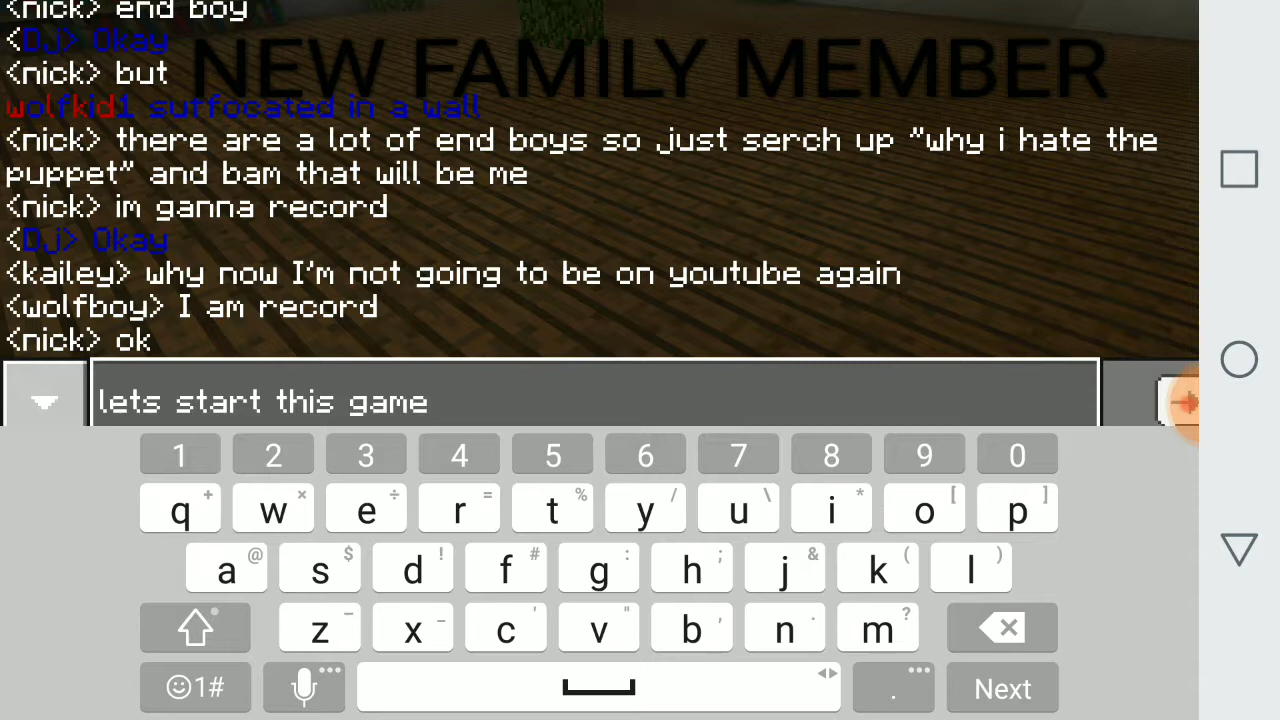 <nick> end boy
<Dj> Okay
NEW FAMILY MEMBER
<nick> but
wolfkid1 suffocated in a wall
<nick> there are a lot of end boys so just serch up "why i hate the
puppet" and bam that will be me
<nick> im ganna record
<Dj> Okay
<kailey> why now I'm not going to be on youtube again
<wolfboy> I am record
<nick> ok
lets start this game
1 2 3 4 5 6 7 8 9 0
q + w × e ÷ r = t % y / u \ i * o [ p ]
a @ s $ d ! f # g : h ; j & k ( l )
z - x _ c ' v " b , n . m ?
1# . Next